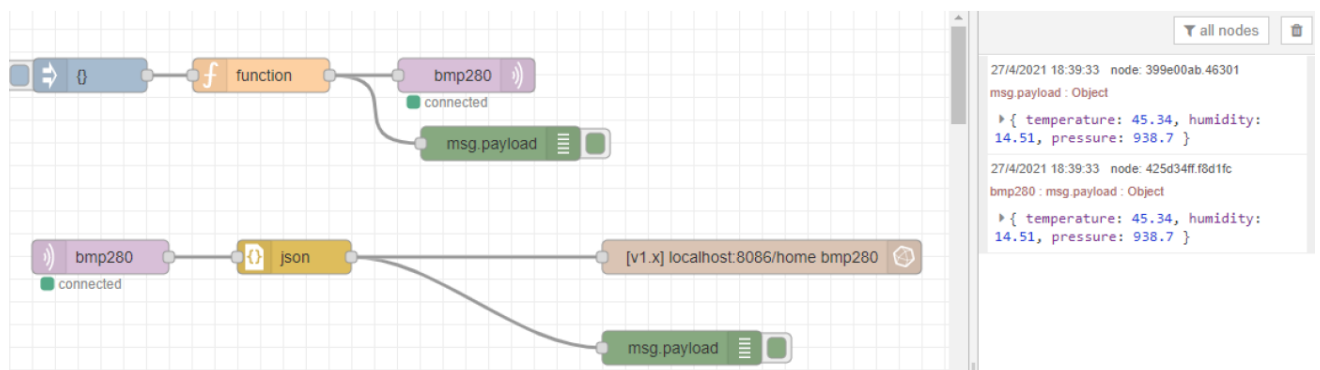 {}
function
bmp280
connected
msg.payload
bmp280
connected
json
[v1.x] localhost:8086/home bmp280
msg.payload
all nodes
27/4/2021 18:39:33 node: 399e00ab.46301
msg.payload : Object
{ temperature: 45.34, humidity:
14.51, pressure: 938.7 }
27/4/2021 18:39:33 node: 425d34ff.f8d1fc
bmp280 : msg.payload : Object
{ temperature: 45.34, humidity:
14.51, pressure: 938.7 }